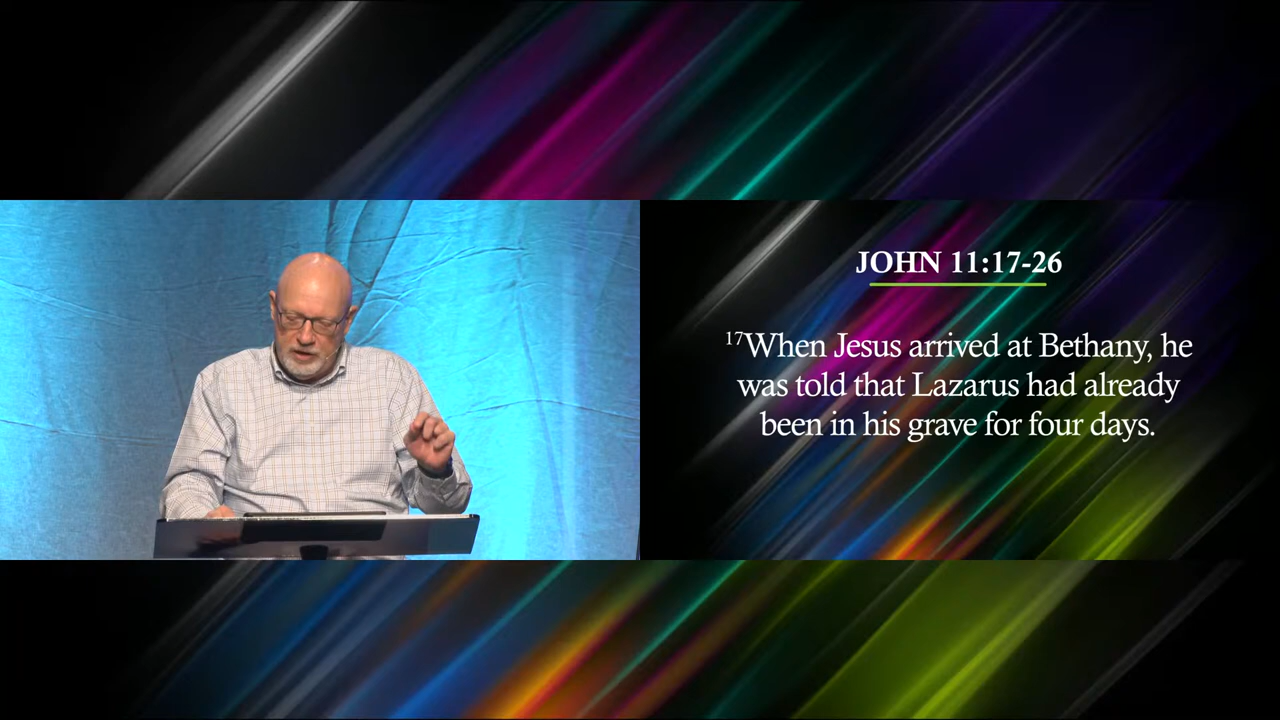 JOHN 11:17-26
¹⁷When Jesus arrived at Bethany, he
was told that Lazarus had already
been in his grave for four days.